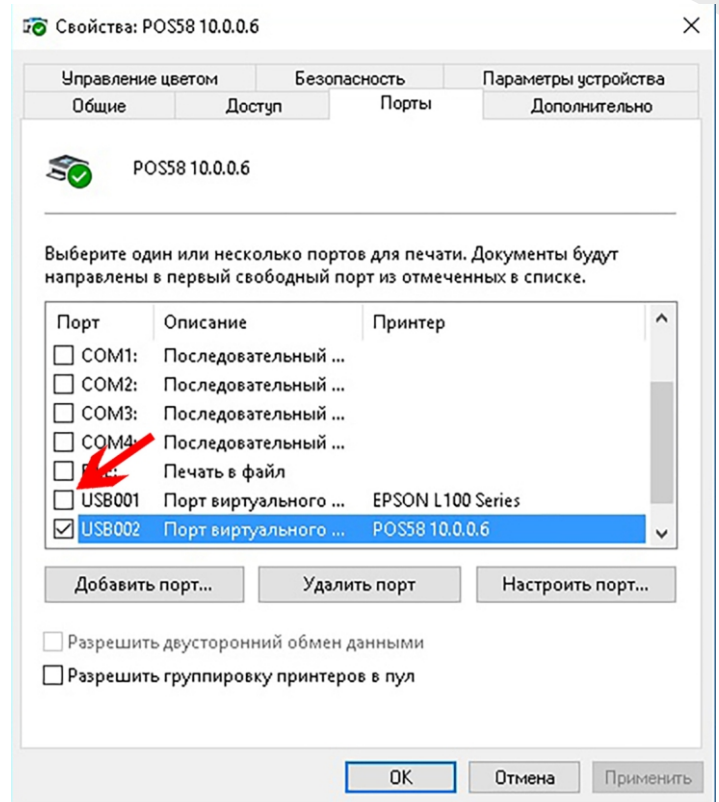 Свойства: POS58 10.0.0.6
Управление цветом Безопасность Параметры устройства
Общие Доступ Порты Дополнительно
POS58 10.0.0.6
Выберите один или несколько портов для печати. Документы будут
направлены в первый свободный порт из отмеченных в списке.
Порт Описание Принтер
COM1: Последовательный ...
COM2: Последовательный ...
COM3: Последовательный ...
COM4: Последовательный ...
Печать в файл
USB001 Порт виртуального ... EPSON L100 Series
USB002 Порт виртуального ... POS58 10.0.0.6
Добавить порт... Удалить порт Настроить порт...
Разрешить двусторонний обмен данными
Разрешить группировку принтеров в пул
OK Отмена Применить